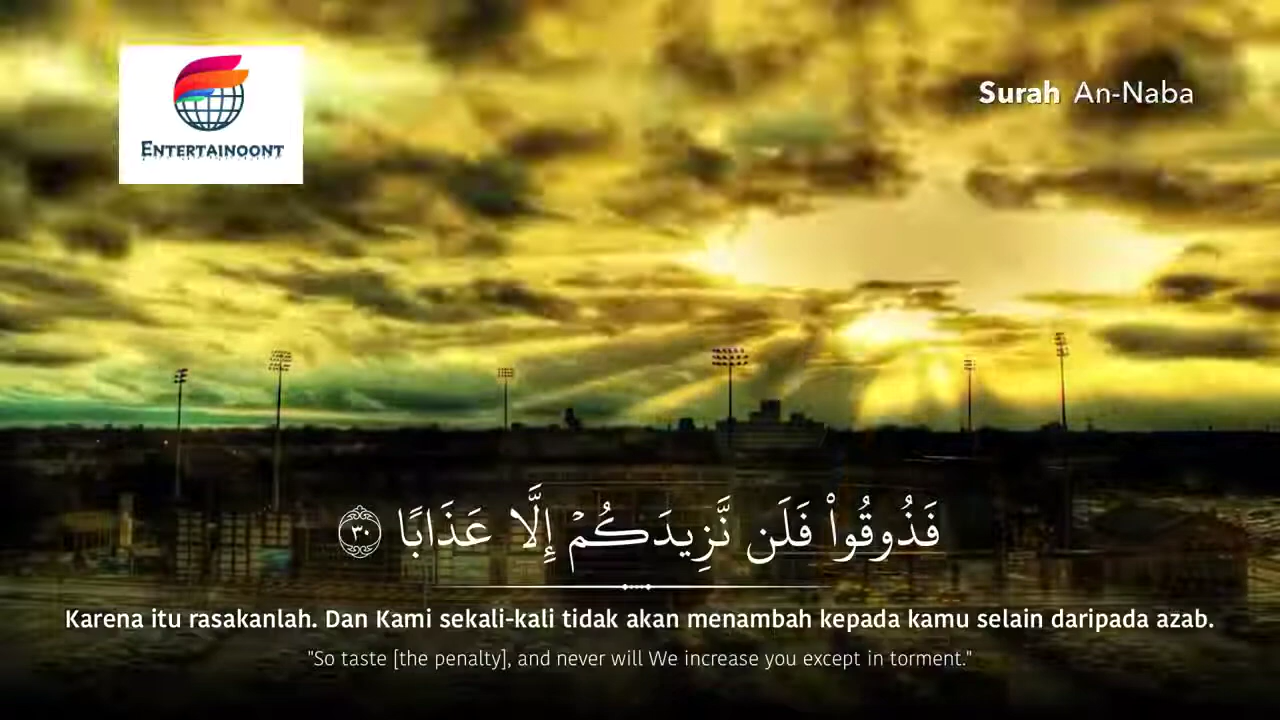 ENTERTAINOONT
Surah An-Naba
فَذُوقُوا۟ فَلَن نَّزِيدَكُمْ إِلَّا عَذَابًا ٣٠
Karena itu rasakanlah. Dan Kami sekali-kali tidak akan menambah kepada kamu selain daripada azab.
"So taste [the penalty], and never will We increase you except in torment."